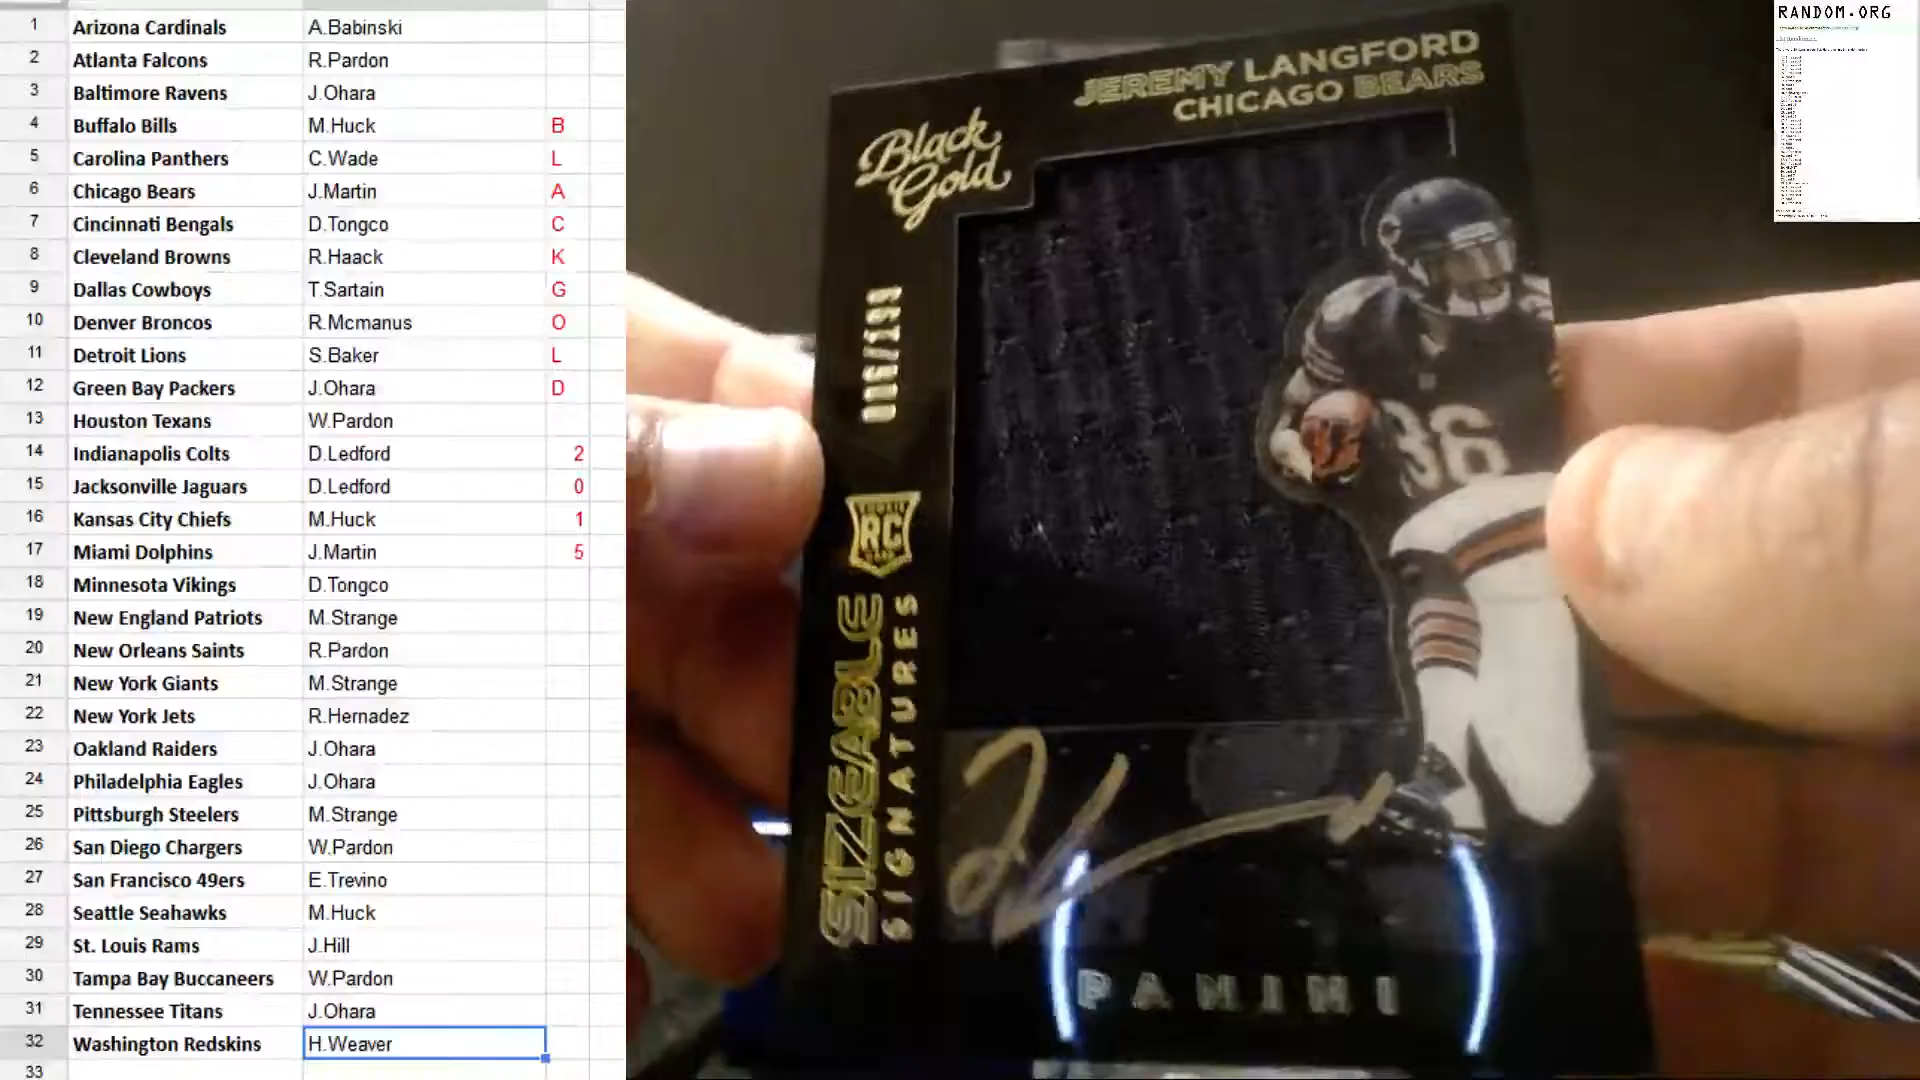 1 Arizona Cardinals A.Babinski
2 Atlanta Falcons R.Pardon
3 Baltimore Ravens J.Ohara
4 Buffalo Bills M.Huck B
5 Carolina Panthers C.Wade L
6 Chicago Bears J.Martin A
7 Cincinnati Bengals D.Tongco C
8 Cleveland Browns R.Haack K
9 Dallas Cowboys T.Sartain G
10 Denver Broncos R.Mcmanus O
11 Detroit Lions S.Baker L
12 Green Bay Packers J.Ohara D
13 Houston Texans W.Pardon
14 Indianapolis Colts D.Ledford 2
15 Jacksonville Jaguars D.Ledford 0
16 Kansas City Chiefs M.Huck 1
17 Miami Dolphins J.Martin 5
18 Minnesota Vikings D.Tongco
19 New England Patriots M.Strange
20 New Orleans Saints R.Pardon
21 New York Giants M.Strange
22 New York Jets R.Hernadez
23 Oakland Raiders J.Ohara
24 Philadelphia Eagles J.Ohara
25 Pittsburgh Steelers M.Strange
26 San Diego Chargers W.Pardon
27 San Francisco 49ers E.Trevino
28 Seattle Seahawks M.Huck
29 St. Louis Rams J.Hill
30 Tampa Bay Buccaneers W.Pardon
31 Tennessee Titans J.Ohara
32 Washington Redskins H.Weaver
33
JEREMY LANGFORD
CHICAGO BEARS
Black
Gold
RC
SIZEABLE
SIGNATURES
36
PANINI
RANDOM.ORG